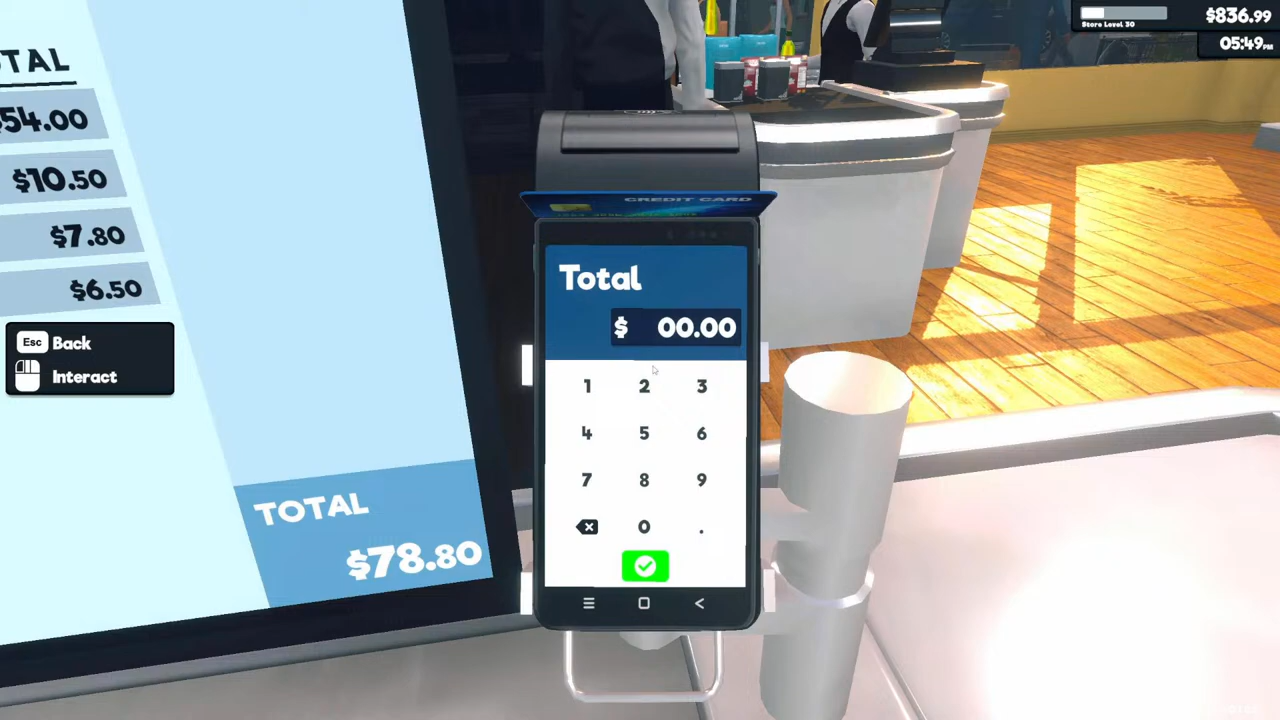 OTAL
$54.00
$10.50
$7.80
$6.50
Esc Back
Interact
TOTAL
$78.80
CREDIT CARD
Total
$ 00.00
1 2 3
4 5 6
7 8 9
0 .
Store Level 30
$836.99
05:49PM